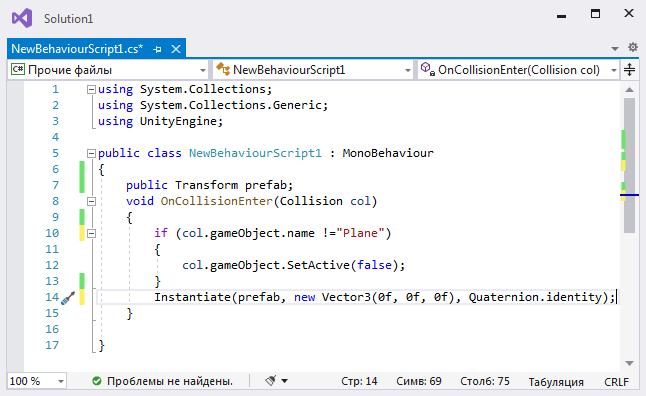 Solution1
NewBehaviourScript1.cs*
C# Прочие файлы NewBehaviourScript1 OnCollisionEnter(Collision col)
1 using System.Collections;
2 using System.Collections.Generic;
3 using UnityEngine;
4
5 public class NewBehaviourScript1 : MonoBehaviour
6 {
7 public Transform prefab;
8 void OnCollisionEnter(Collision col)
9 {
10 if (col.gameObject.name !="Plane")
11 {
12 col.gameObject.SetActive(false);
13 }
14 Instantiate(prefab, new Vector3(0f, 0f, 0f), Quaternion.identity);
15 }
16
17 }
100 % Проблемы не найдены. Стр: 14 Симв: 69 Столб: 75 Табуляция CRLF